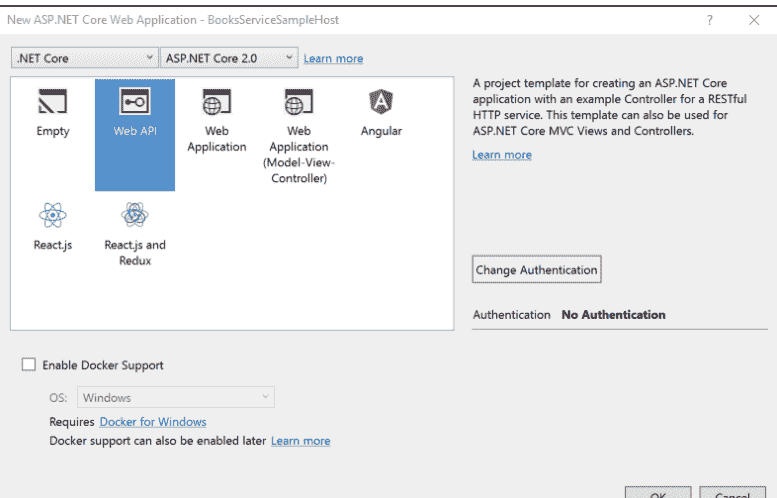 New ASP.NET Core Web Application - BooksServiceSampleHost
?
.NET Core
ASP.NET Core 2.0
Learn more
Empty
Web API
Web
Application
Web
Application
(Model-View-
Controller)
Angular
React.js
React.js and
Redux
A project template for creating an ASP.NET Core
application with an example Controller for a RESTful
HTTP service. This template can also be used for
ASP.NET Core MVC Views and Controllers.
Learn more
Change Authentication
Authentication No Authentication
Enable Docker Support
OS: Windows
Requires Docker for Windows
Docker support can also be enabled later Learn more
OK
Cancel